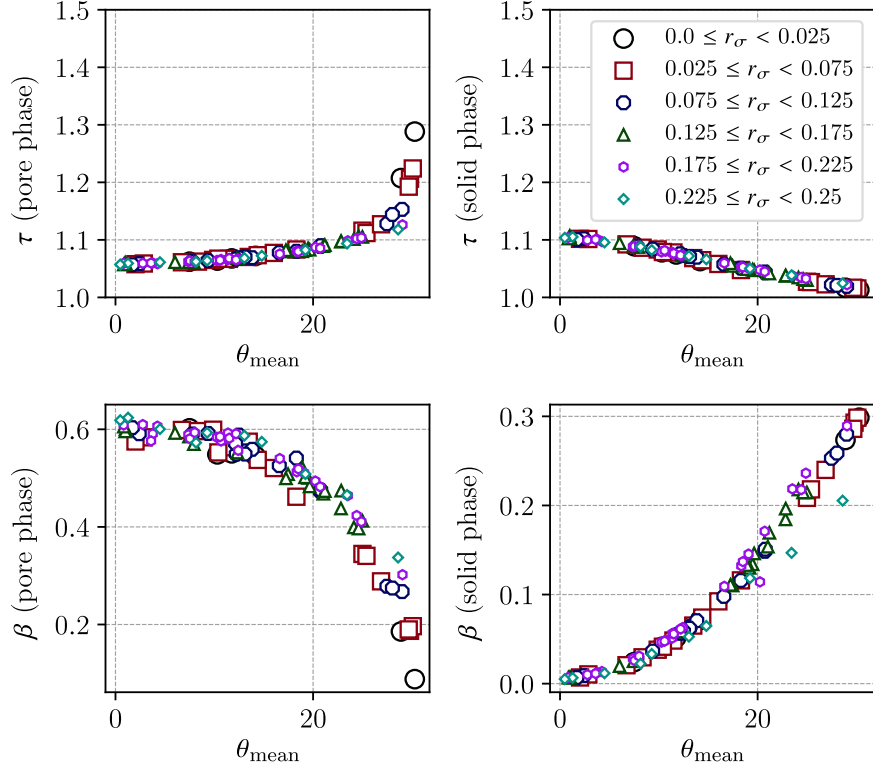 1.5
1.4
1.3
1.2
1.1
1.0
τ (pore phase)
0
20
θmean
1.5
1.4
1.3
1.2
1.1
1.0
τ (solid phase)
0
20
θmean
0.0 ≤ rσ < 0.025
0.025 ≤ rσ < 0.075
0.075 ≤ rσ < 0.125
0.125 ≤ rσ < 0.175
0.175 ≤ rσ < 0.225
0.225 ≤ rσ < 0.25
0.6
0.4
0.2
β (pore phase)
0
20
θmean
0.3
0.2
0.1
0.0
β (solid phase)
0
20
θmean